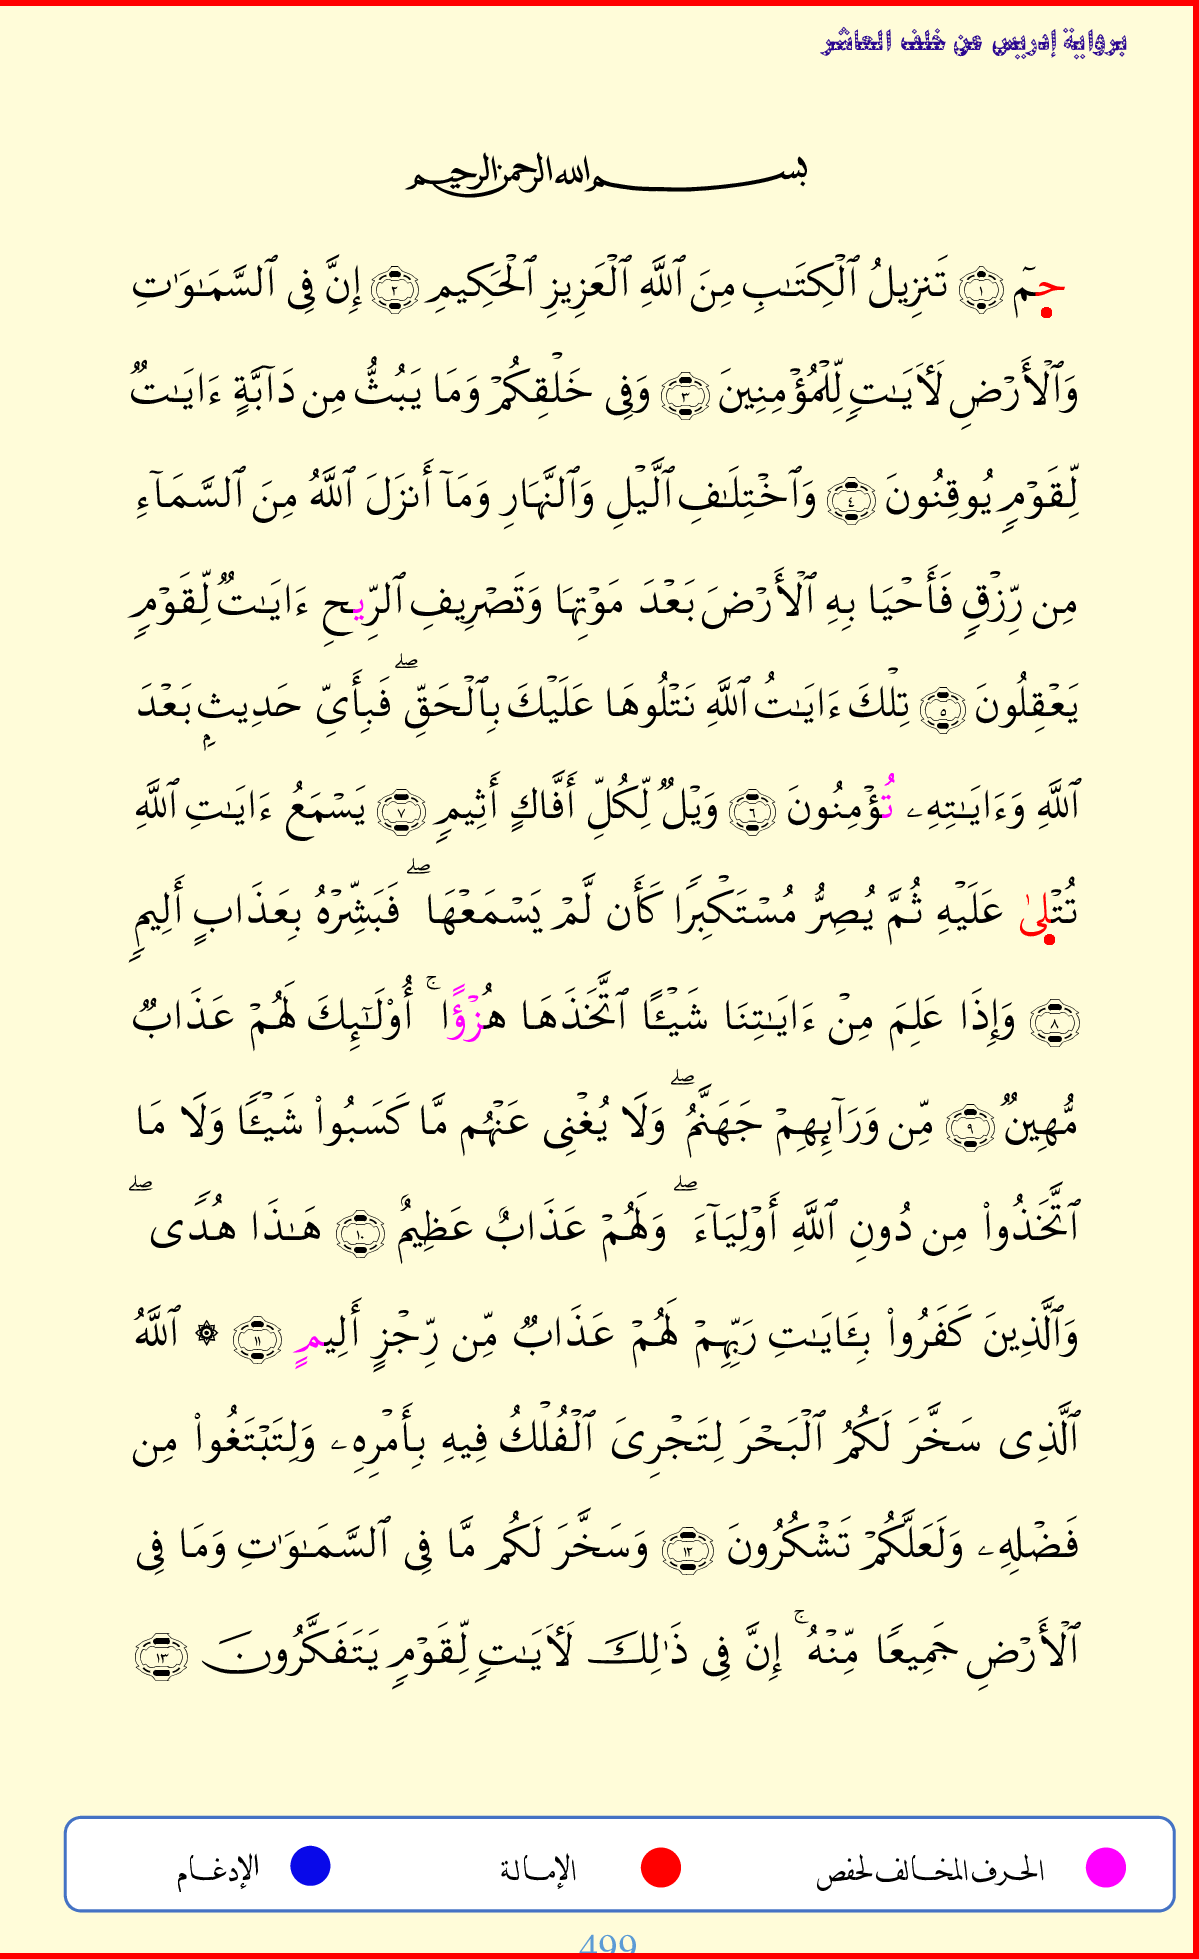 برواية إدريس عن خلف العاشر
بسم الله الرحمن الرحيم
حمٓ ١ تَنزِيلُ ٱلْكِتَـٰبِ مِنَ ٱللَّهِ ٱلْعَزِيزِ ٱلْحَكِيمِ ٢ إِنَّ فِى ٱلسَّمَـٰوَٰتِ
وَٱلْأَرْضِ لَـَٔايَـٰتٍ لِّلْمُؤْمِنِينَ ٣ وَفِى خَلْقِكُمْ وَمَا يَبُثُّ مِن دَآبَّةٍ ءَايَـٰتٌ
لِّقَوْمٍ يُوقِنُونَ ٤ وَٱخْتِلَـٰفِ ٱلَّيْلِ وَٱلنَّهَارِ وَمَآ أَنزَلَ ٱللَّهُ مِنَ ٱلسَّمَآءِ
مِن رِّزْقٍ فَأَحْيَا بِهِ ٱلْأَرْضَ بَعْدَ مَوْتِهَا وَتَصْرِيفِ ٱلرِّيحِ ءَايَـٰتٌ لِّقَوْمٍ
يَعْقِلُونَ ٥ تِلْكَ ءَايَـٰتُ ٱللَّهِ نَتْلُوهَا عَلَيْكَ بِٱلْحَقِّ ۖ فَبِأَىِّ حَدِيثٍۭ بَعْدَ
ٱللَّهِ وَءَايَـٰتِهِۦ تُؤْمِنُونَ ٦ وَيْلٌ لِّكُلِّ أَفَّاكٍ أَثِيمٍ ٧ يَسْمَعُ ءَايَـٰتِ ٱللَّهِ
تُتْلىٰ عَلَيْهِ ثُمَّ يُصِرُّ مُسْتَكْبِرًا كَأَن لَّمْ يَسْمَعْهَا ۖ فَبَشِّرْهُ بِعَذَابٍ أَلِيمٍ
٨ وَإِذَا عَلِمَ مِنْ ءَايَـٰتِنَا شَيْـًٔا ٱتَّخَذَهَا هُزْؤًا ۚ أُو۟لَـٰٓئِكَ لَهُمْ عَذَابٌ
مُّهِينٌ ٩ مِّن وَرَآئِهِمْ جَهَنَّمُ ۖ وَلَا يُغْنِى عَنْهُم مَّا كَسَبُوا۟ شَيْـًٔا وَلَا مَا
ٱتَّخَذُوا۟ مِن دُونِ ٱللَّهِ أَوْلِيَآءَ ۖ وَلَهُمْ عَذَابٌ عَظِيمٌ ١٠ هَـٰذَا هُدًى ۖ
وَٱلَّذِينَ كَفَرُوا۟ بِـَٔايَـٰتِ رَبِّهِمْ لَهُمْ عَذَابٌ مِّن رِّجْزٍ أَلِيمٍ ١١ ۞ ٱللَّهُ
ٱلَّذِى سَخَّرَ لَكُمُ ٱلْبَحْرَ لِتَجْرِىَ ٱلْفُلْكُ فِيهِ بِأَمْرِهِۦ وَلِتَبْتَغُوا۟ مِن
فَضْلِهِۦ وَلَعَلَّكُمْ تَشْكُرُونَ ١٢ وَسَخَّرَ لَكُم مَّا فِى ٱلسَّمَـٰوَٰتِ وَمَا فِى
ٱلْأَرْضِ جَمِيعًا مِّنْهُ ۚ إِنَّ فِى ذَٰلِكَ لَـَٔايَـٰتٍ لِّقَوْمٍ يَتَفَكَّرُونَ ١٣
الحرف المخالف لحفص الإمالة الإدغام
499